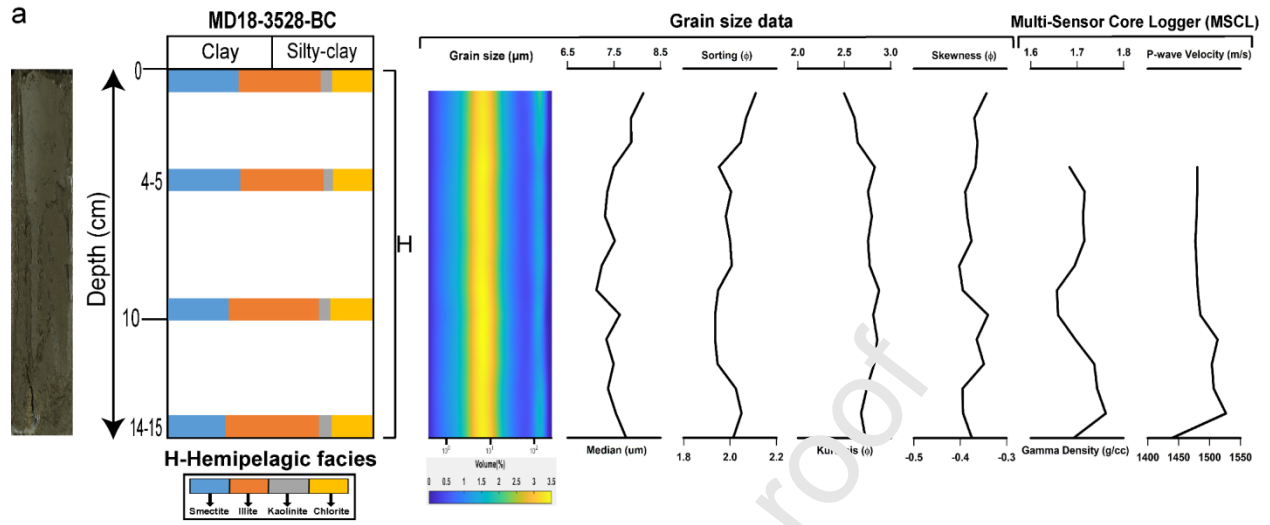 a
MD18-3528-BC
Clay
Silty-clay
Grain size data
Multi-Sensor Core Logger (MSCL)
Grain size (µm)
6.5 7.5 8.5
Sorting (ϕ)
2.0 2.5 3.0
Skewness (ϕ)
1.6 1.7 1.8
P-wave Velocity (m/s)
0
4-5
10
14-15
Depth (cm)
H
H-Hemipelagic facies
Smectite Illite Kaolinite Chlorite
10⁰ 10¹ 10²
Volume(%)
0 0.5 1 1.5 2 2.5 3 3.5
Median (um)
1.8 2.0 2.2
-0.5 -0.4 -0.3
Gamma Density (g/cc)
1400 1450 1500 1550
roof